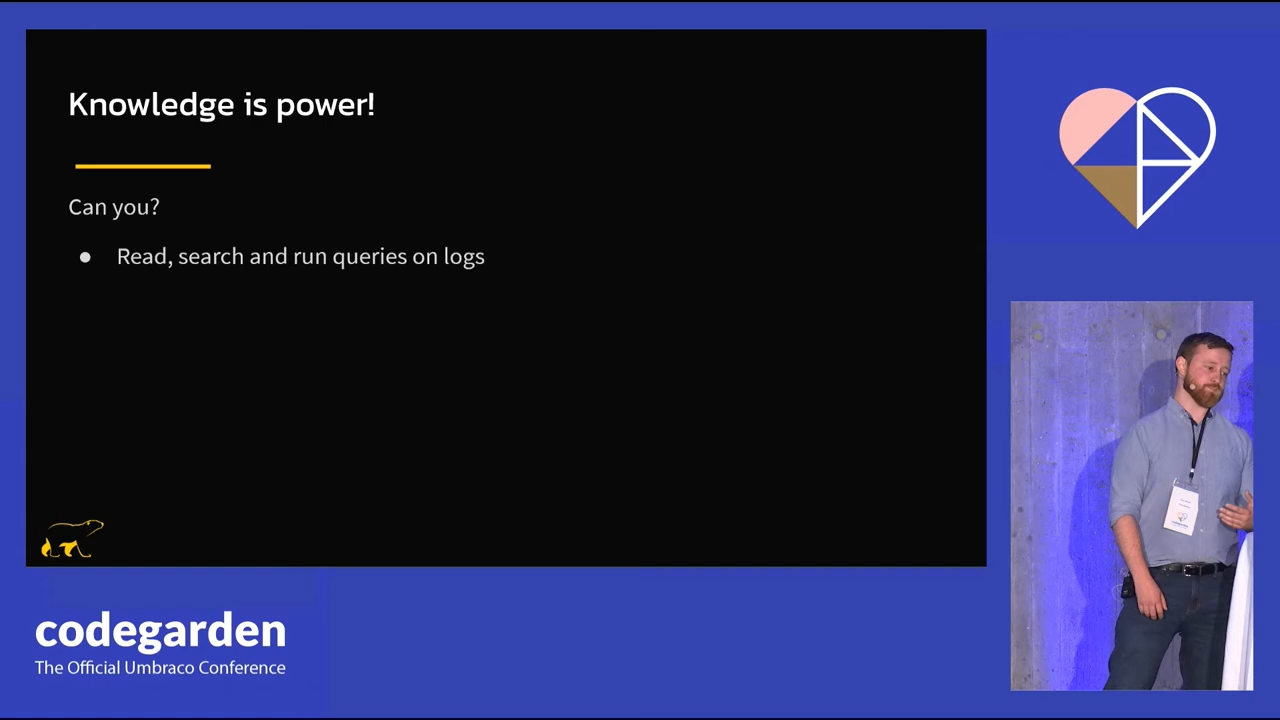 Knowledge is power!
Can you?
● Read, search and run queries on logs
codegarden
The Official Umbraco Conference